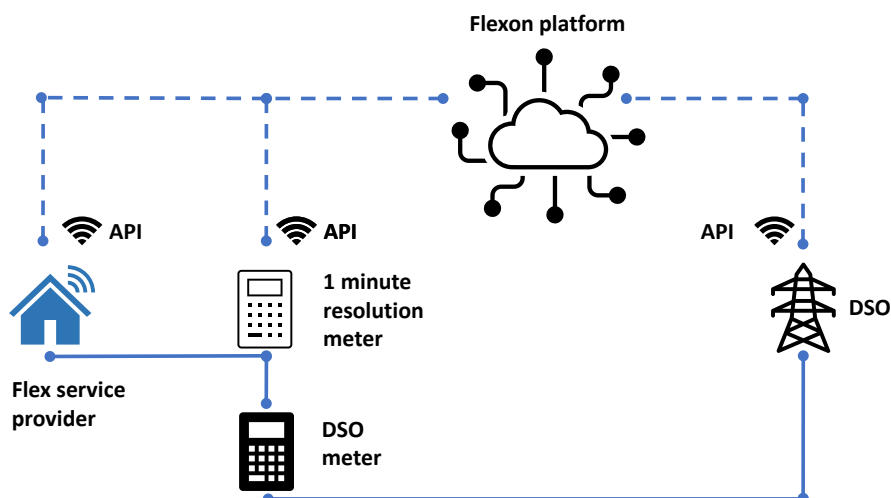 Flexon platform
API
API
API
1 minute
resolution
meter
DSO
Flex service
provider
DSO
meter